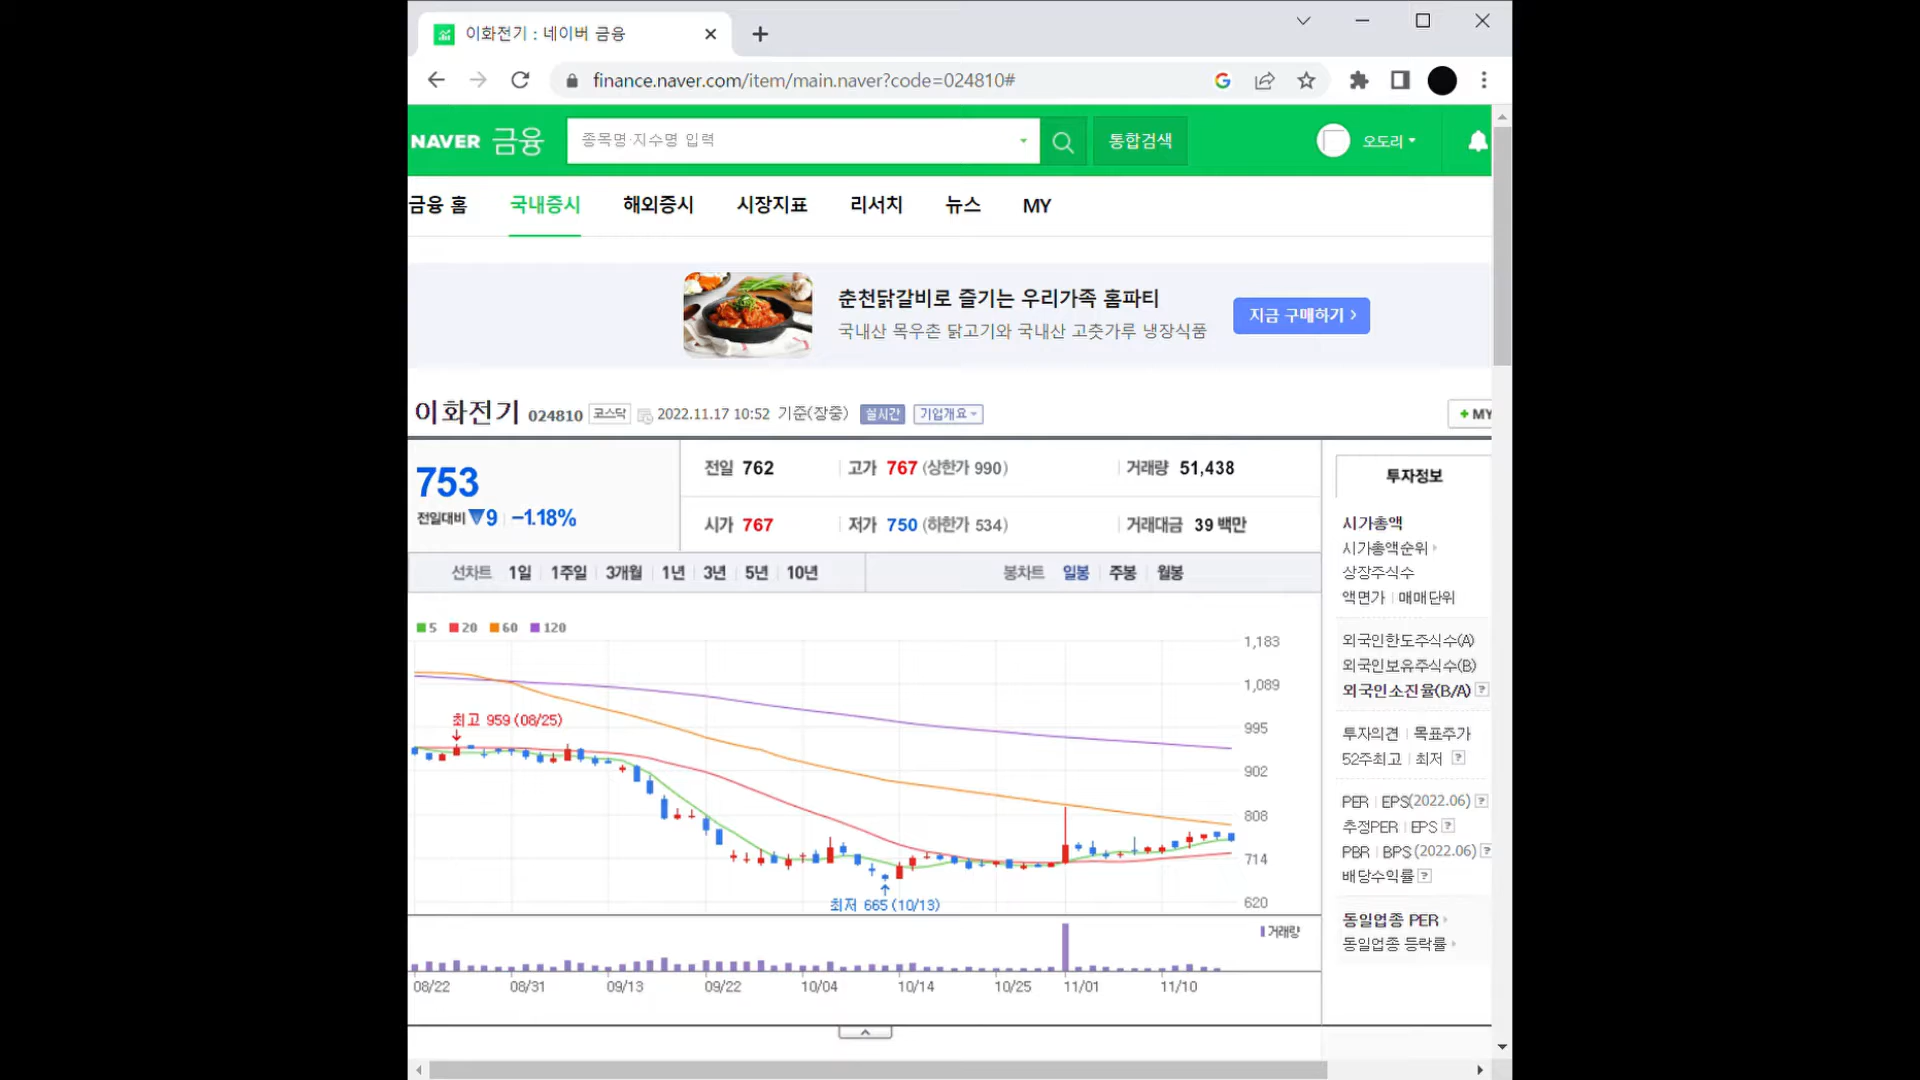 이화전기 : 네이버 금융
finance.naver.com/item/main.naver?code=024810#
NAVER 금융 종목명·지수명 입력 통합검색 오도리
금융 홈 국내증시 해외증시 시장지표 리서치 뉴스 MY
춘천닭갈비로 즐기는 우리가족 홈파티
국내산 목우촌 닭고기와 국내산 고춧가루 냉장식품
지금 구매하기 >
이화전기 024810 코스닥 2022.11.17 10:52 기준(장중) 실시간 기업개요 + MY
753
전일대비 ▼9 -1.18%
전일 762 고가 767 (상한가 990) 거래량 51,438
시가 767 저가 750 (하한가 534) 거래대금 39 백만
선차트 1일 1주일 3개월 1년 3년 5년 10년 봉차트 일봉 주봉 월봉
5 20 60 120
1,183
1,089
995
902
808
714
620
최고 959 (08/25)
최저 665 (10/13)
거래량
08/22 08/31 09/13 09/22 10/04 10/14 10/25 11/01 11/10
투자정보
시가총액
시가총액순위
상장주식수
액면가 매매단위
외국인한도주식수(A)
외국인보유주식수(B)
외국인소진율(B/A) ?
투자의견 목표주가
52주최고 최저 ?
PER EPS(2022.06) ?
추정PER EPS ?
PBR BPS(2022.06) ?
배당수익률 ?
동일업종 PER
동일업종 등락률